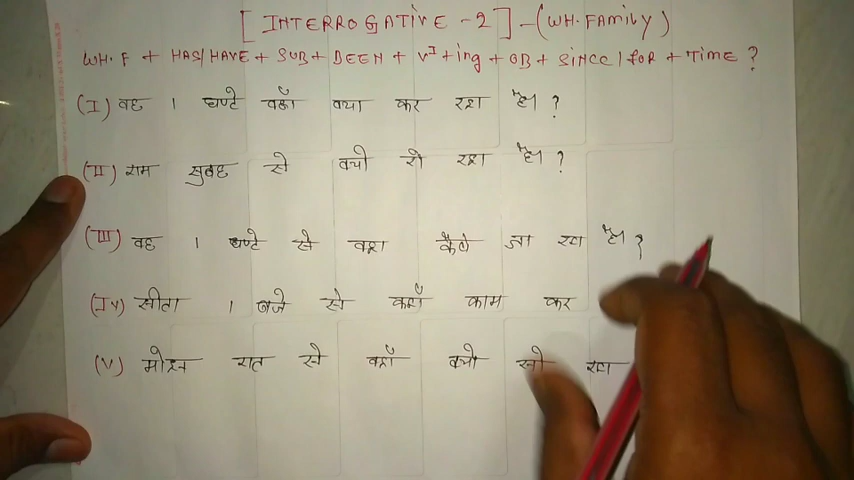 [ INTERROGATIVE - 2 ] - (WH. FAMILY)
WH. F + HAS/HAVE + SUB + BEEN + V I + ing + OB + SINCE / FOR + TIME ?
(I) वह 1 घण्टे वहाँ क्या कर रहा है ?
(II) राम सुबह से क्यो रो रहा है ?
(III) वह 1 घण्टे से वहा कैसे जा रहा है ?
(IV) सीता 1 बजे से कहाँ काम कर
(V) मोहन रात से वहाँ क्यो सो रहा